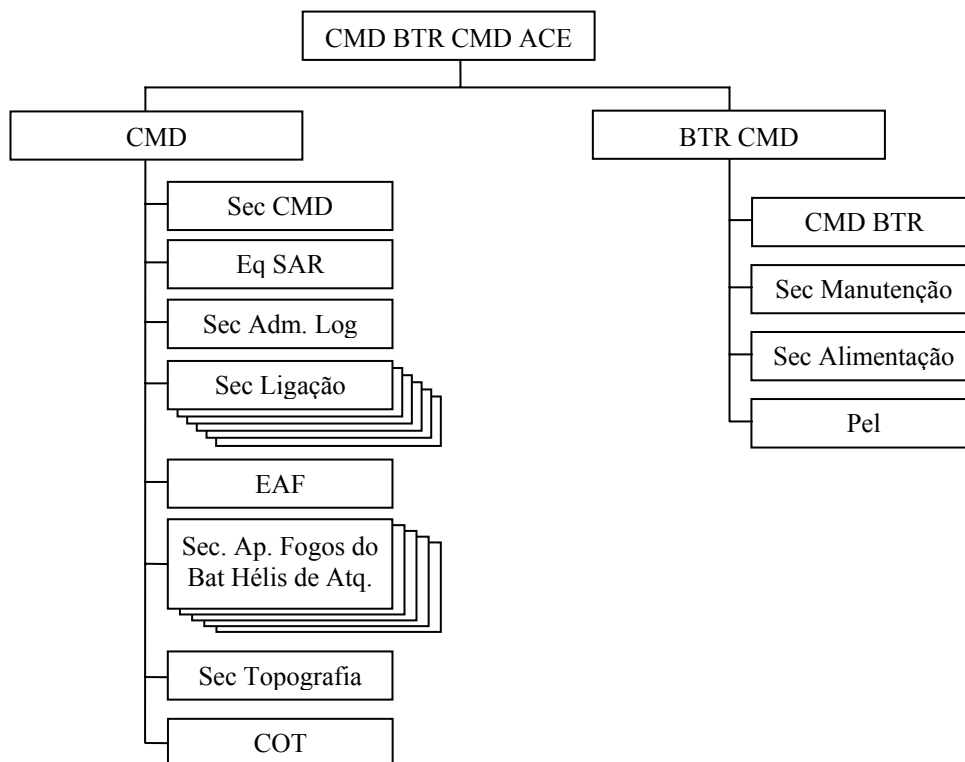 CMD BTR CMD ACE
CMD
BTR CMD
Sec CMD
Eq SAR
Sec Adm. Log
Sec Ligação
EAF
Sec. Ap. Fogos do
Bat Hélis de Atq.
Sec Topografia
COT
CMD BTR
Sec Manutenção
Sec Alimentação
Pel